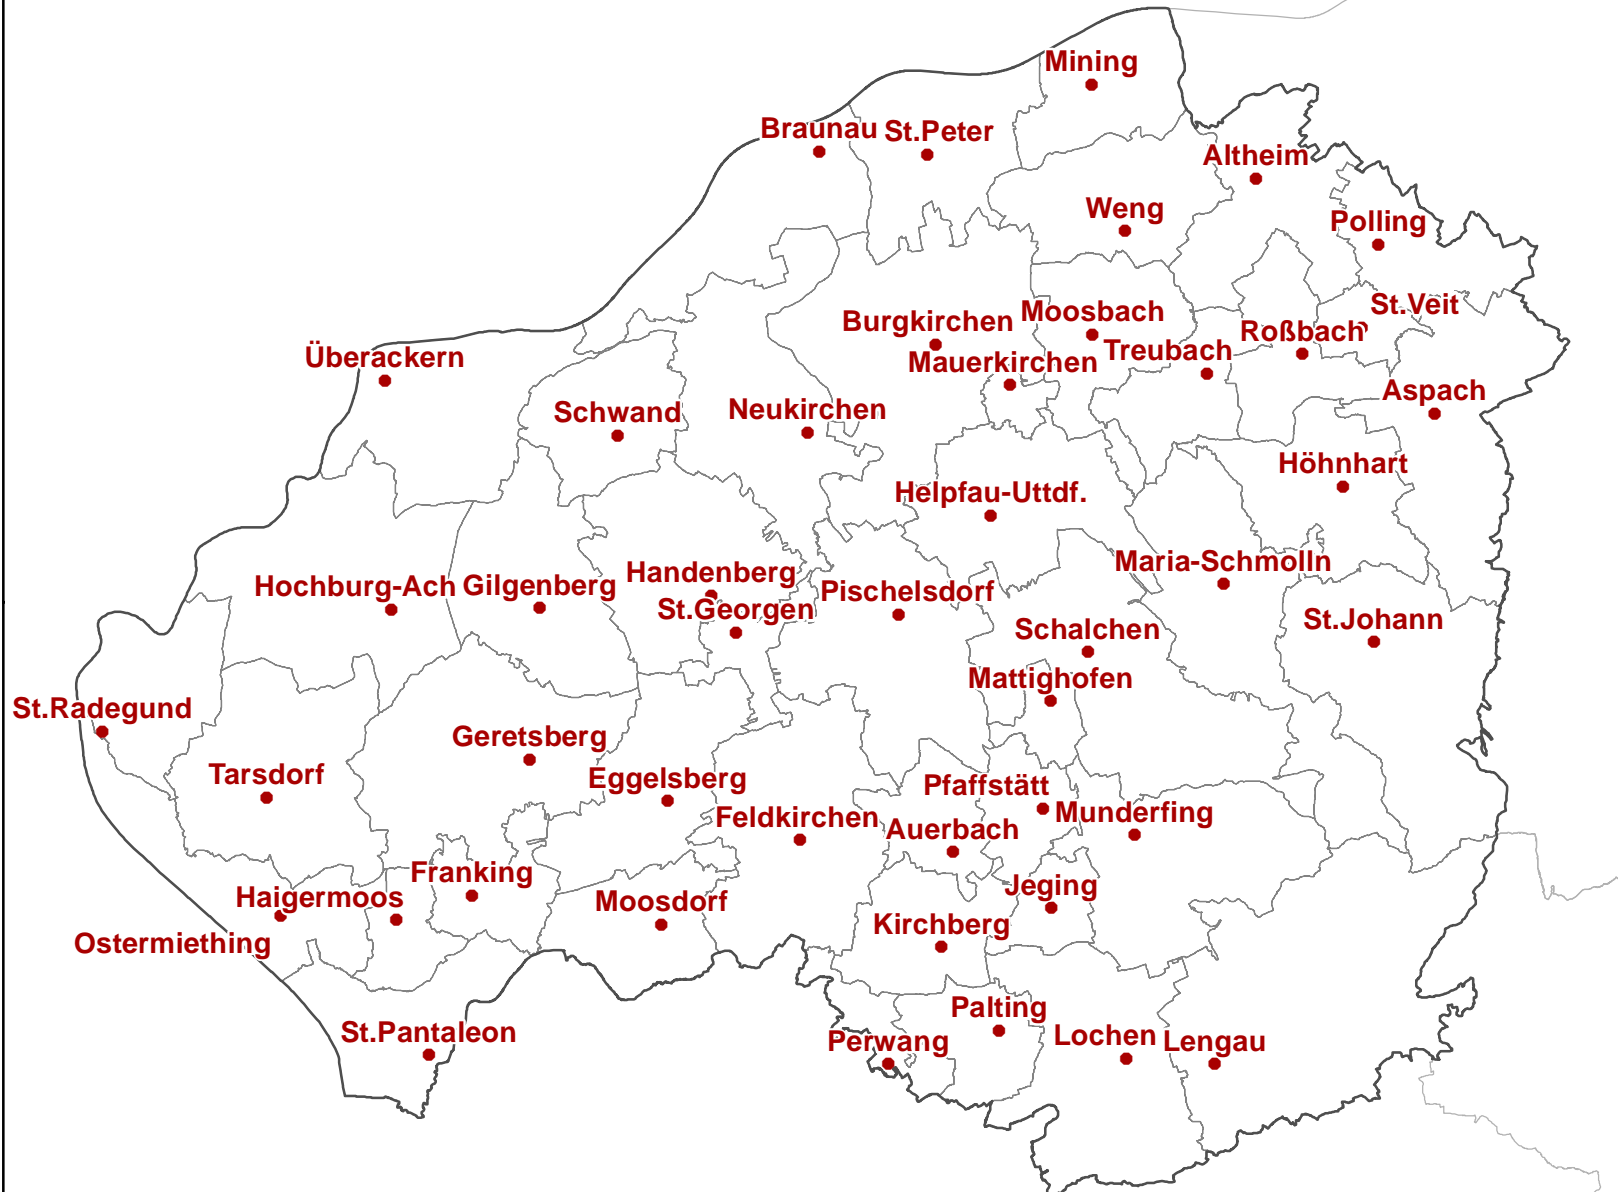 Mining
Braunau
St.Peter
Altheim
Weng
Polling
St.Veit
Moosbach
Burgkirchen
Roßbach
Treubach
Überackern
Mauerkirchen
Aspach
Schwand
Neukirchen
Höhnhart
Helpfau-Uttdf.
Maria-Schmolln
Handenberg
Hochburg-Ach
Gilgenberg
Pischelsdorf
St.Georgen
St.Johann
Schalchen
Mattighofen
St.Radegund
Geretsberg
Tarsdorf
Eggelsberg
Pfaffstätt
Munderfing
Feldkirchen
Auerbach
Franking
Jeging
Haigermoos
Moosdorf
Kirchberg
Ostermiething
Palting
St.Pantaleon
Lochen
Perwang
Lengau